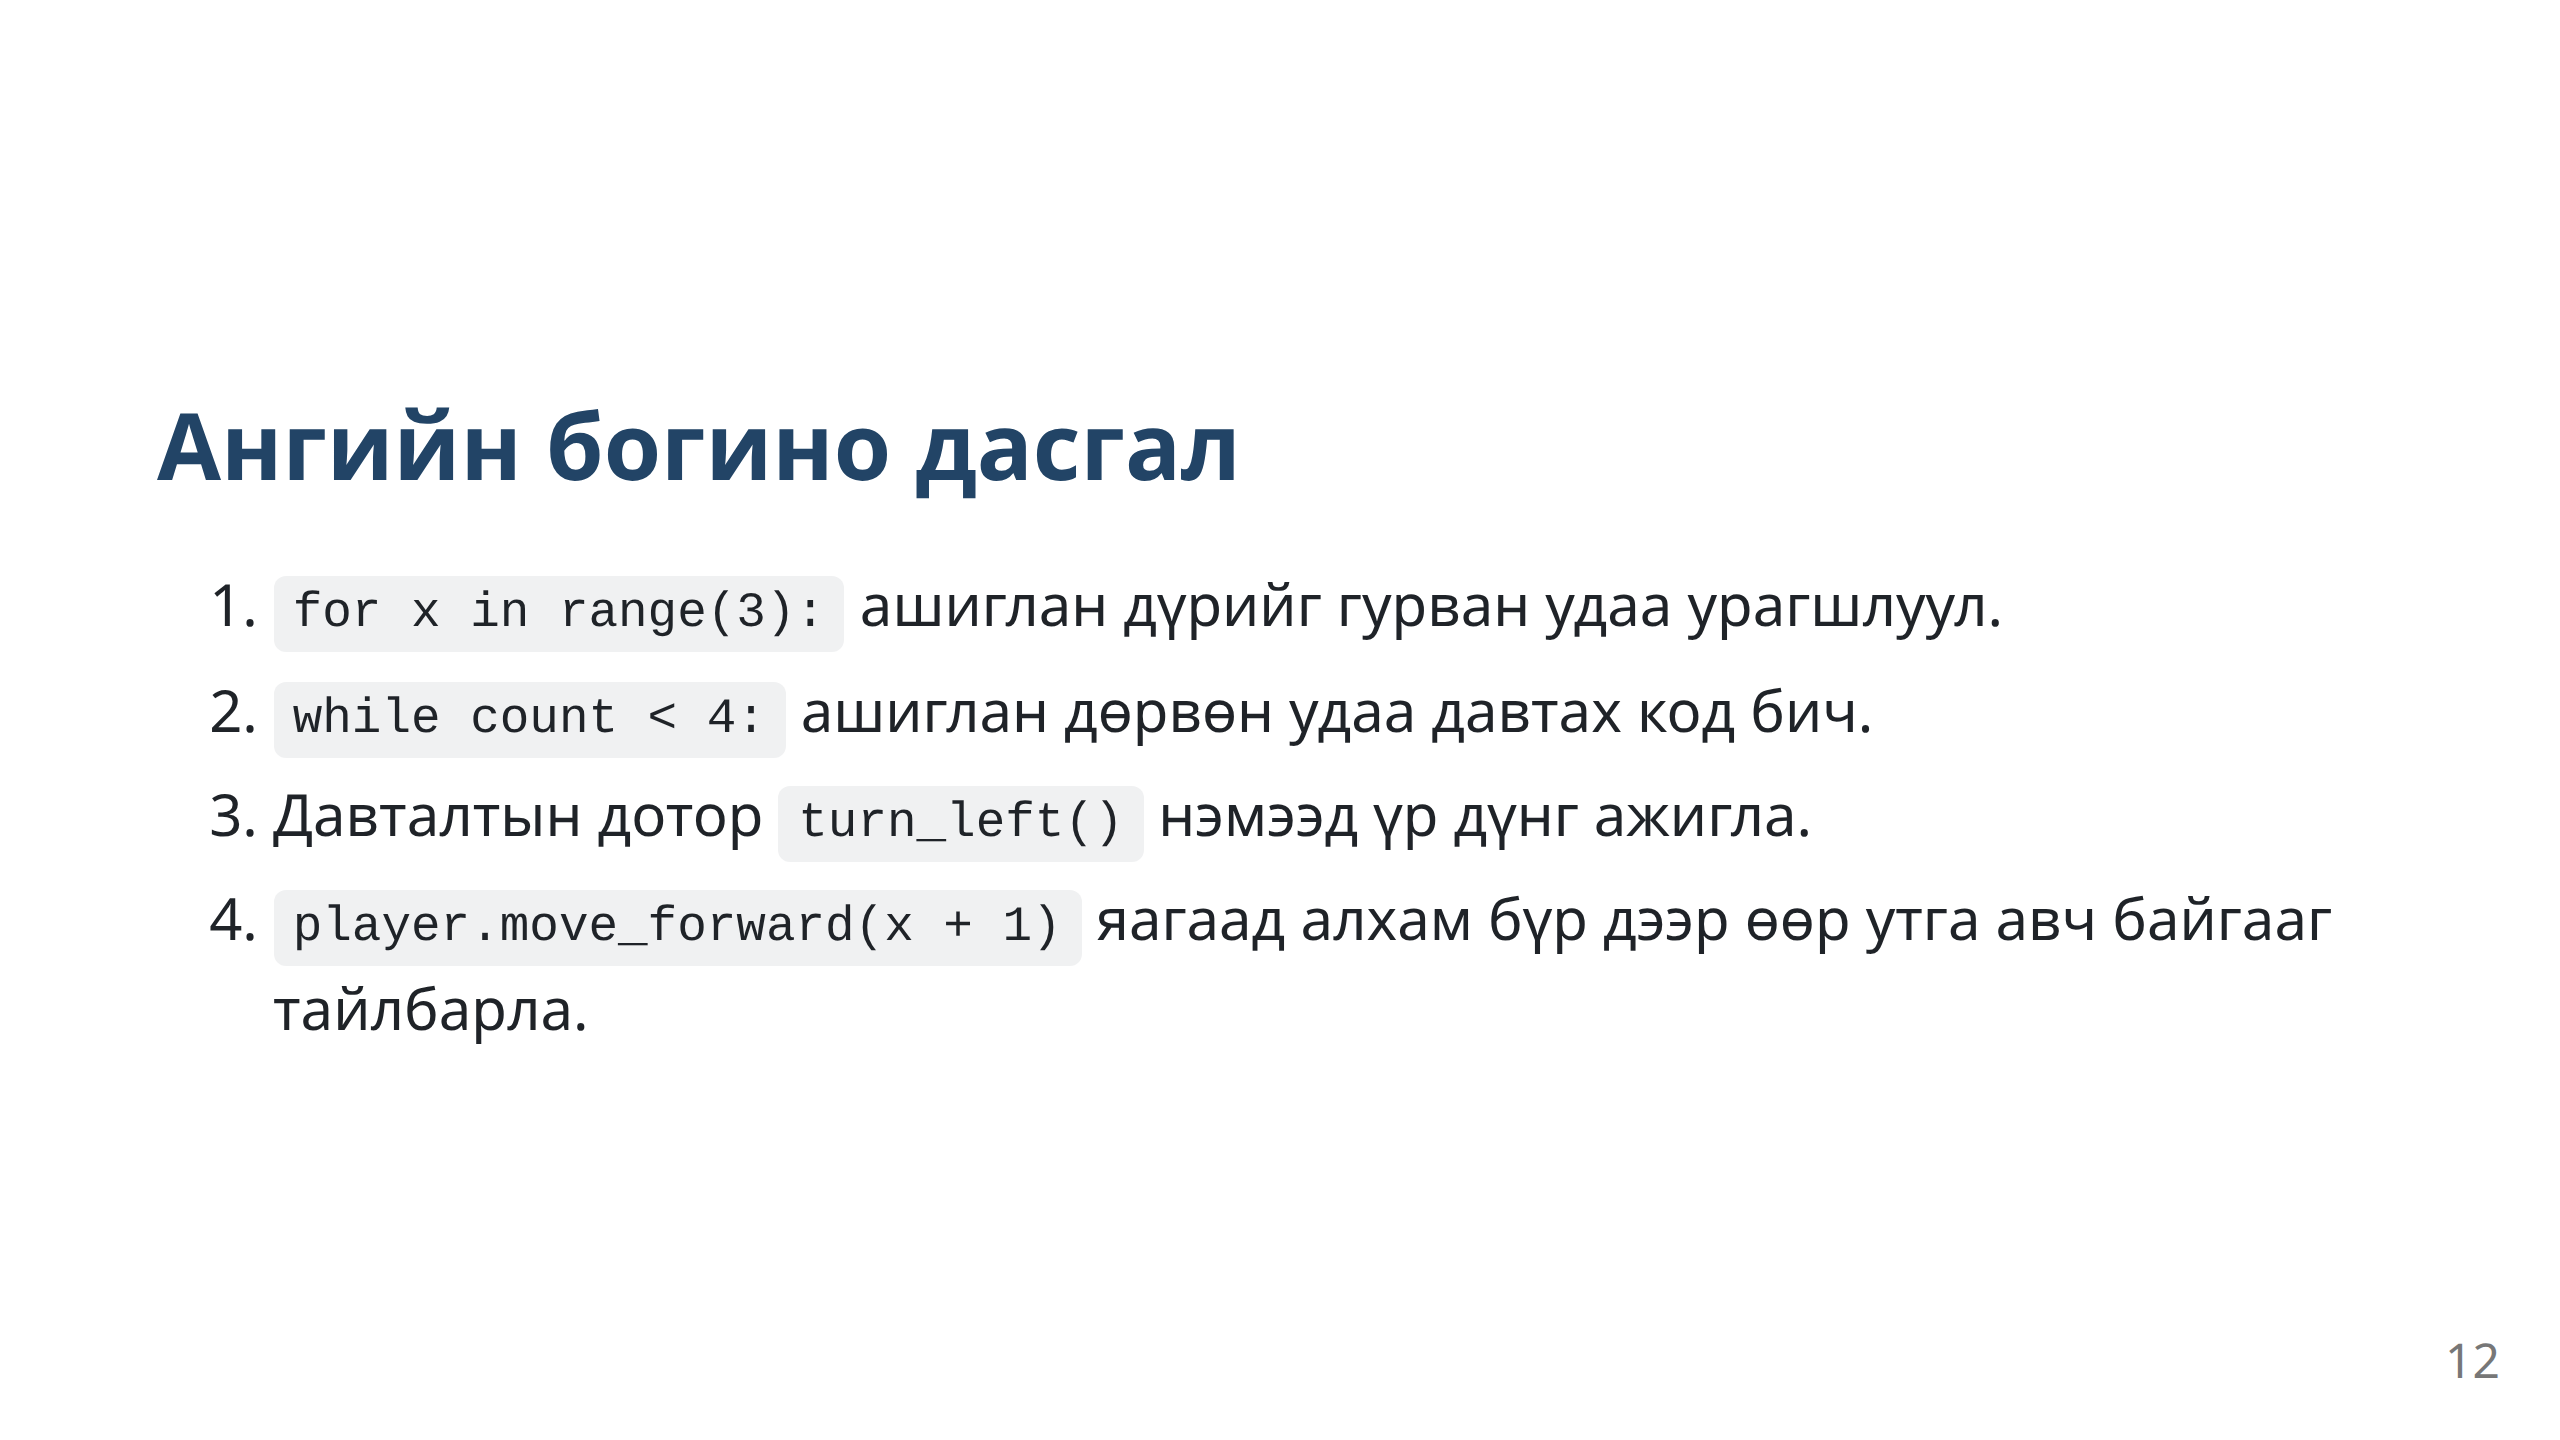 Ангийн богино дасгал
1. for x in range(3): ашиглан дүрийг гурван удаа урагшлуул.
2. while count < 4: ашиглан дөрвөн удаа давтах код бич.
3. Давталтын дотор turn_left() нэмээд үр дүнг ажигла.
4. player.move_forward(x + 1) яагаад алхам бүр дээр өөр утга авч байгааг
тайлбарла.
12